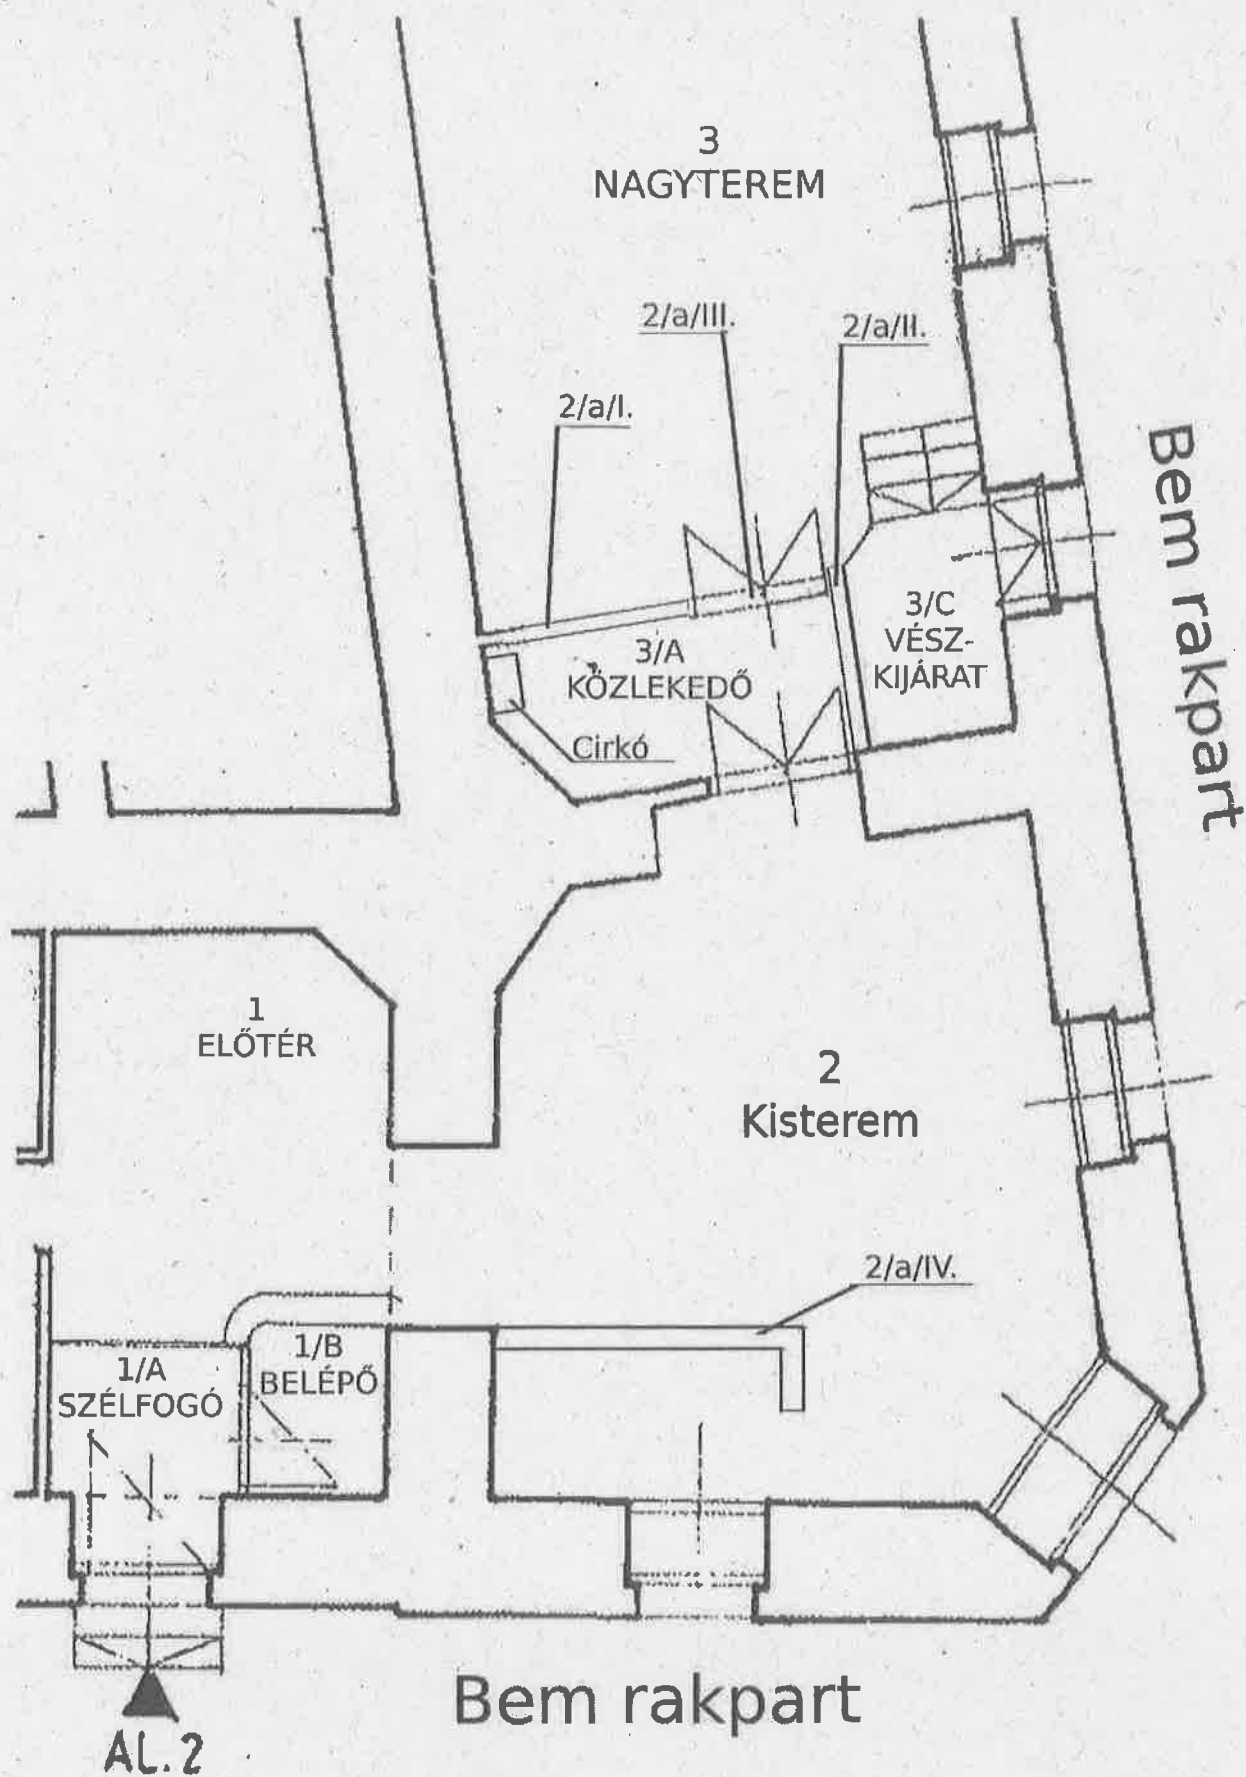 3
NAGYTEREM
2/a/III.
2/a/II.
2/a/I.
Bem rakpart
3/A
KÖZLEKEDŐ
3/C
VÉSZ-
KIJÁRAT
Cirkó
1
ELŐTÉR
2
Kisterem
2/a/IV.
1/A
SZÉLFOGÓ
1/B
BELÉPŐ
Bem rakpart
AL.2